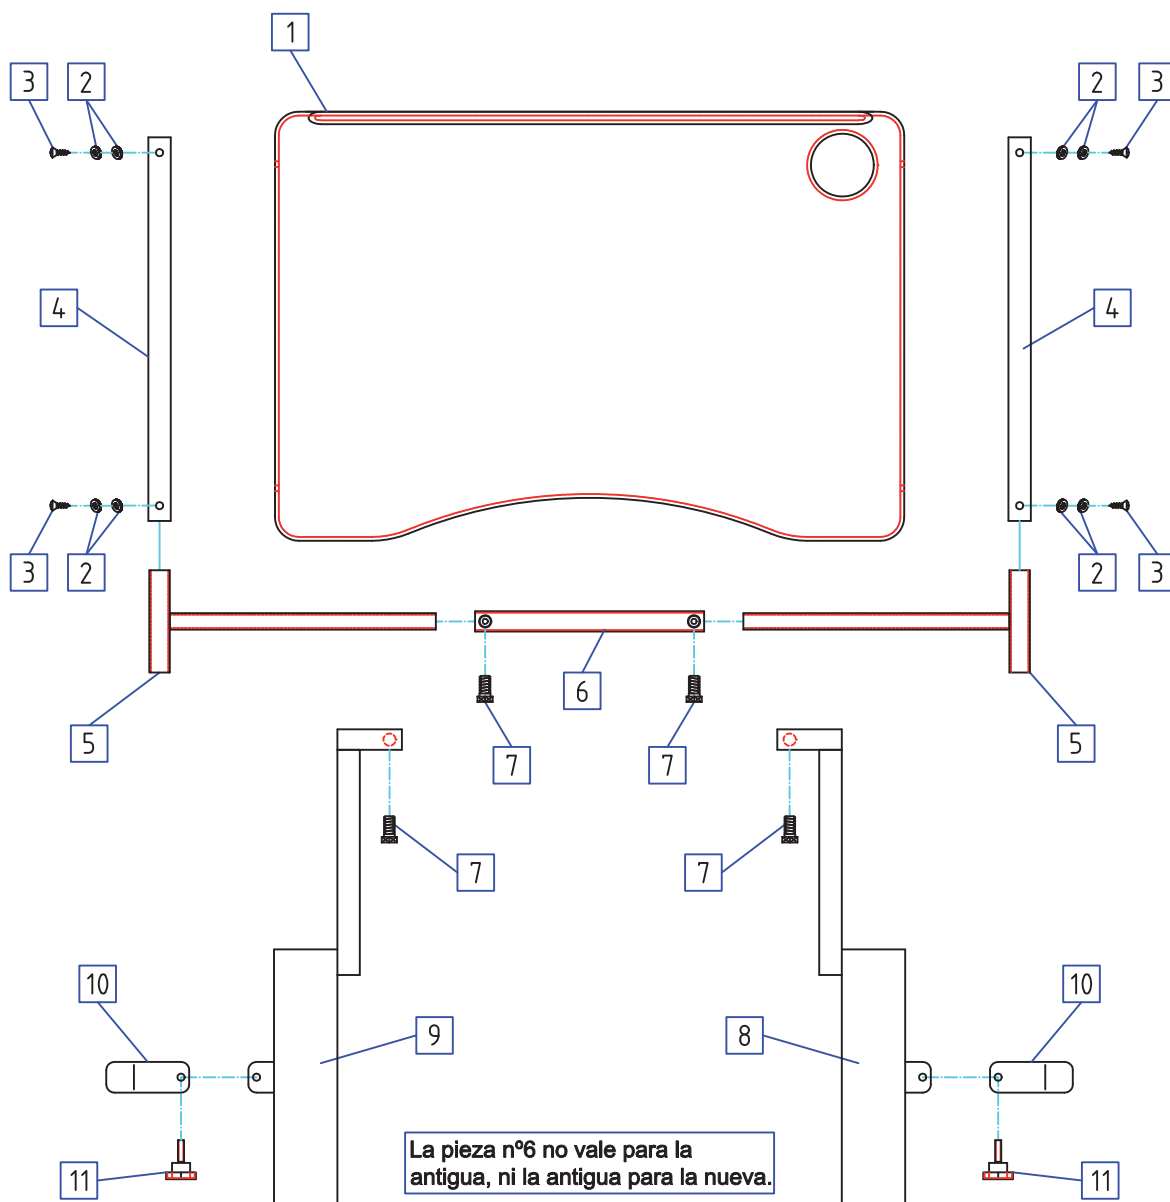 1
3 2 2 3
4 4
3 2 2 3
6
5 7 7 5
7 7
10 10
9 8
11 11
La pieza nº6 no vale para la
antigua, ni la antigua para la nueva.